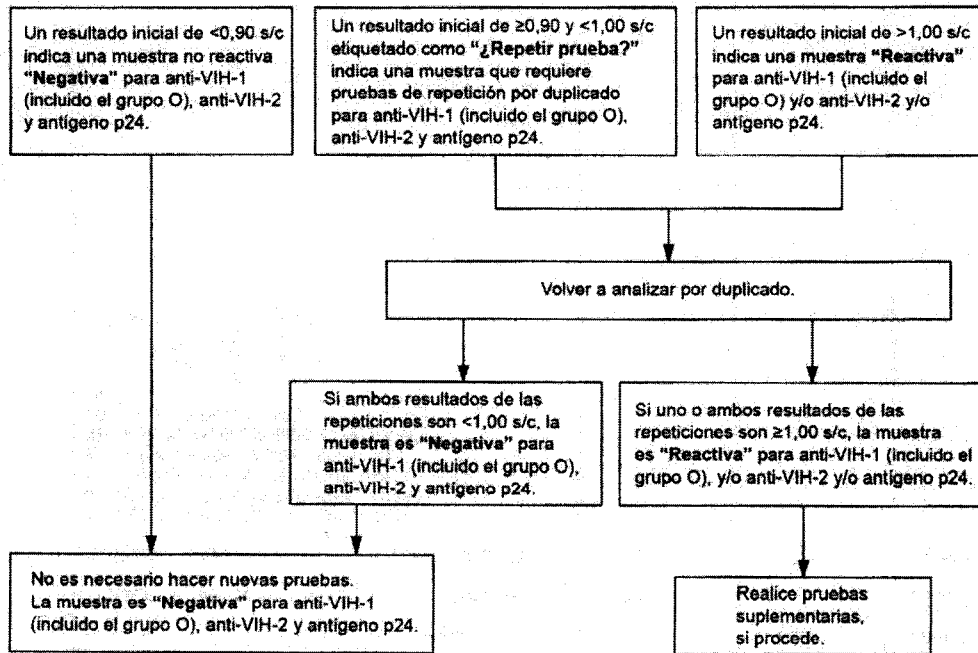 Un resultado inicial de <0,90 s/c
indica una muestra no reactiva
“Negativa” para anti-VIH-1
(incluido el grupo O), anti-VIH-2
y antígeno p24.
Un resultado inicial de ≥0,90 y <1,00 s/c
etiquetado como “¿Repetir prueba?”
indica una muestra que requiere
pruebas de repetición por duplicado
para anti-VIH-1 (incluido el grupo O),
anti-VIH-2 y antígeno p24.
Un resultado inicial de >1,00 s/c
indica una muestra “Reactiva”
para anti-VIH-1 (incluido el
grupo O) y/o anti-VIH-2 y/o
antígeno p24.
Volver a analizar por duplicado.
Si ambos resultados de las
repeticiones son <1,00 s/c, la
muestra es “Negativa” para
anti-VIH-1 (incluido el grupo O),
anti-VIH-2 y antígeno p24.
Si uno o ambos resultados de las
repeticiones son ≥1,00 s/c, la muestra
es “Reactiva” para anti-VIH-1 (incluido el
grupo O), y/o anti-VIH-2 y/o antígeno p24.
No es necesario hacer nuevas pruebas.
La muestra es “Negativa” para anti-VIH-1
(incluido el grupo O), anti-VIH-2 y antígeno p24.
Realice pruebas
suplementarias,
si procede.